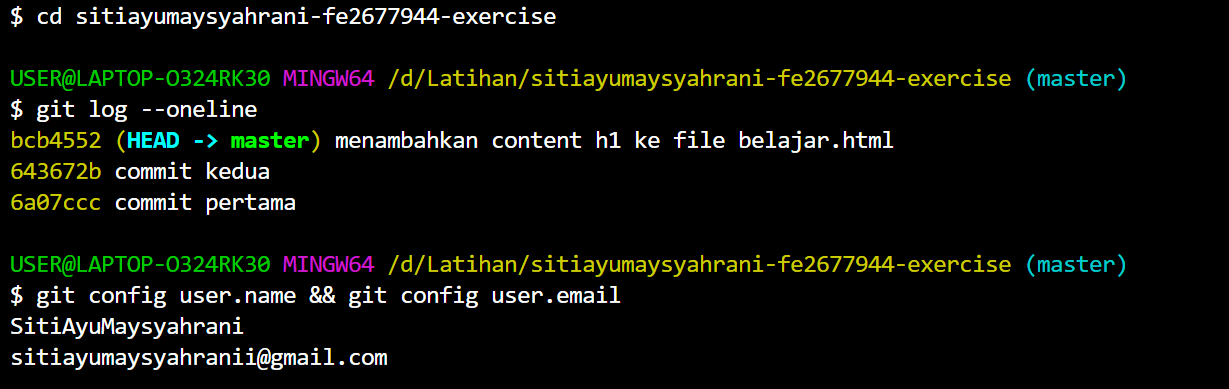 $ cd sitiayumaysyahrani-fe2677944-exercise
USER@LAPTOP-O324RK30 MINGW64 /d/Latihan/sitiayumaysyahrani-fe2677944-exercise (master)
$ git log --oneline
bcb4552 (HEAD -> master) menambahkan content h1 ke file belajar.html
643672b commit kedua
6a07ccc commit pertama
USER@LAPTOP-O324RK30 MINGW64 /d/Latihan/sitiayumaysyahrani-fe2677944-exercise (master)
$ git config user.name && git config user.email
SitiAyuMaysyahrani
sitiayumaysyahranii@gmail.com